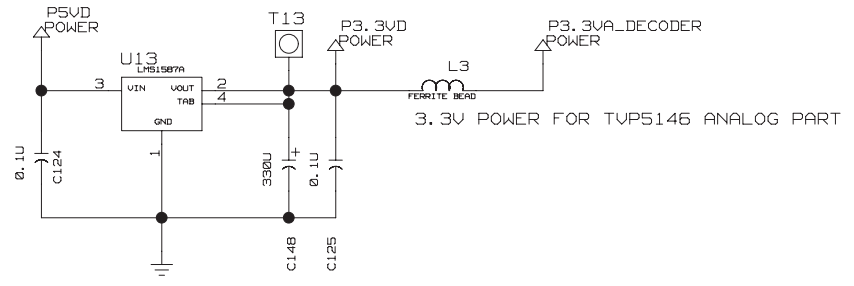 P5VD
POWER
T13
P3.3VD
POWER
P3.3VA_DECODER
POWER
U13
LMS1587A
L3
3
VIN
VOUT
2
TAB
4
FERRITE BEAD
GND
3.3V POWER FOR TVP5146 ANALOG PART
1
0.1U
C124
330U
+
0.1U
C148
C125